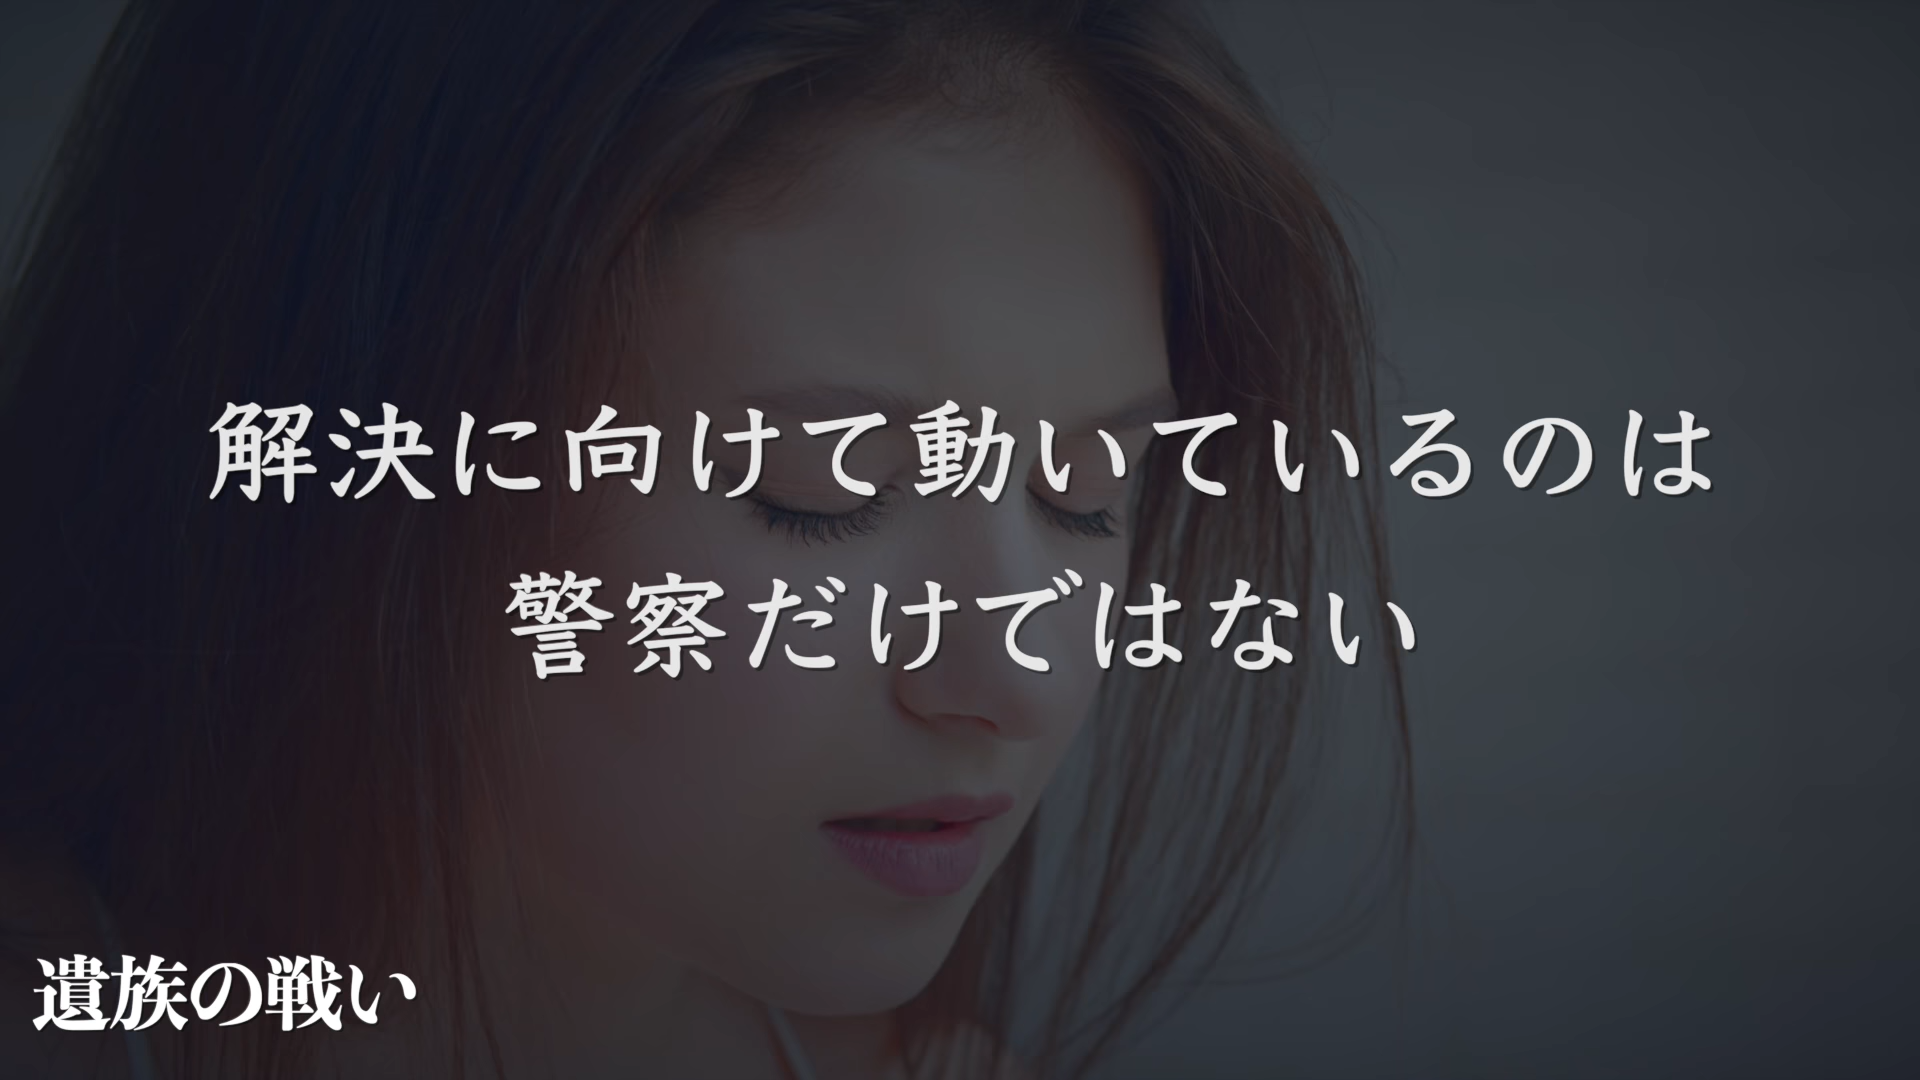 解決に向けて動いているのは
警察だけではない
遺族の戦い